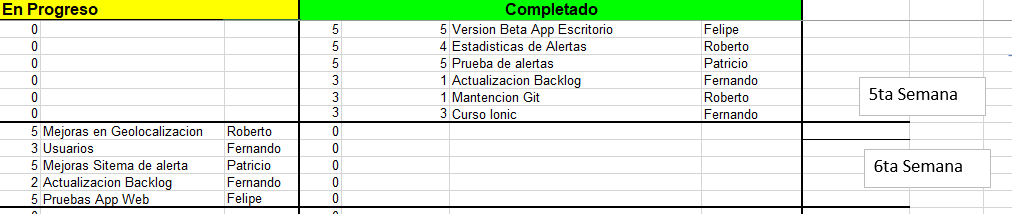 En Progreso Completado
0 5 5 Version Beta App Escritorio Felipe
0 5 4 Estadisticas de Alertas Roberto
0 5 5 Prueba de alertas Patricio
0 3 1 Actualizacion Backlog Fernando
0 3 1 Mantencion Git Roberto
0 3 3 Curso Ionic Fernando
5ta Semana
5 Mejoras en Geolocalizacion Roberto 0
3 Usuarios Fernando 0
5 Mejoras Sitema de alerta Patricio 0
2 Actualizacion Backlog Fernando 0
5 Pruebas App Web Felipe 0
6ta Semana